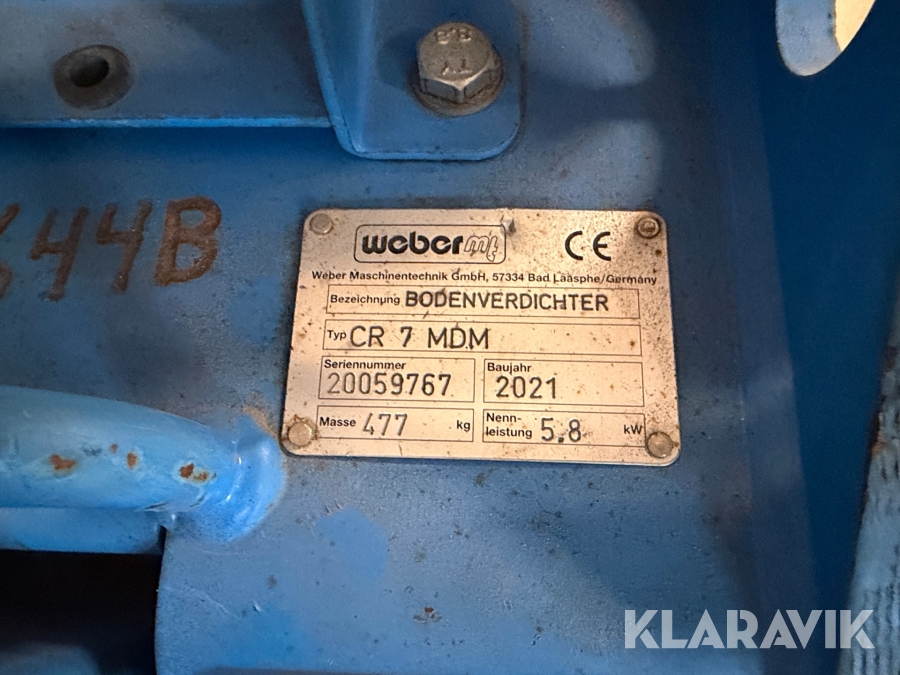 8.8
TY
44B
weber mt
CE
Weber Maschinentechnik GmbH, 57334 Bad Laasphe/Germany
Bezeichnung BODENVERDICHTER
Typ CR 7 MDM
Seriennummer
20059767
Baujahr
2021
Masse 477 kg
Nenn-
leistung 5.8 kW
KLARAVIK